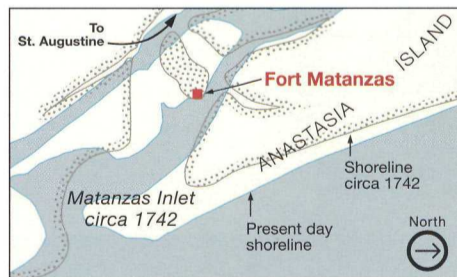 To
St. Augustine
Fort Matanzas
ANASTASIA ISLAND
Shoreline
circa 1742
Matanzas Inlet
circa 1742
Present day
shoreline
North